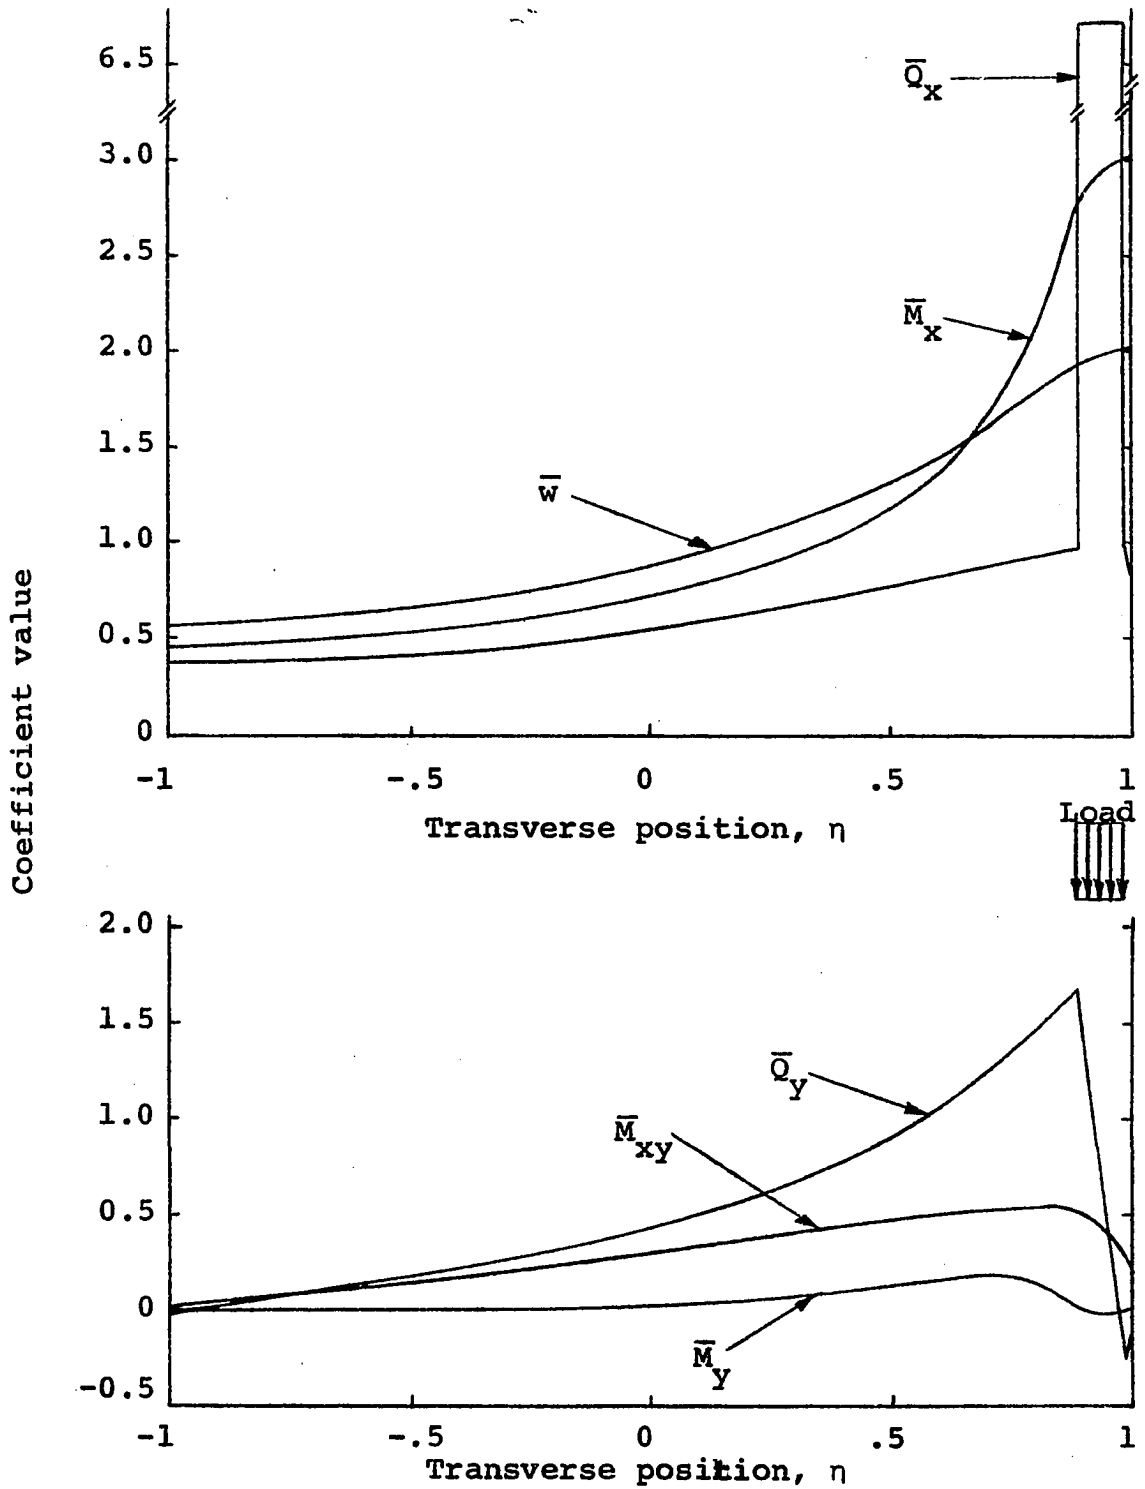 6.5
Q̄x
3.0
2.5
M̄x
2.0
1.5
w̄
1.0
0.5
0
-1 -.5 0 .5 1
Transverse position, η
Load
Coefficient value
2.0
1.5
Q̄y
1.0
M̄xy
0.5
0
M̄y
-0.5
-1 -.5 0 .5 1
Transverse position, η